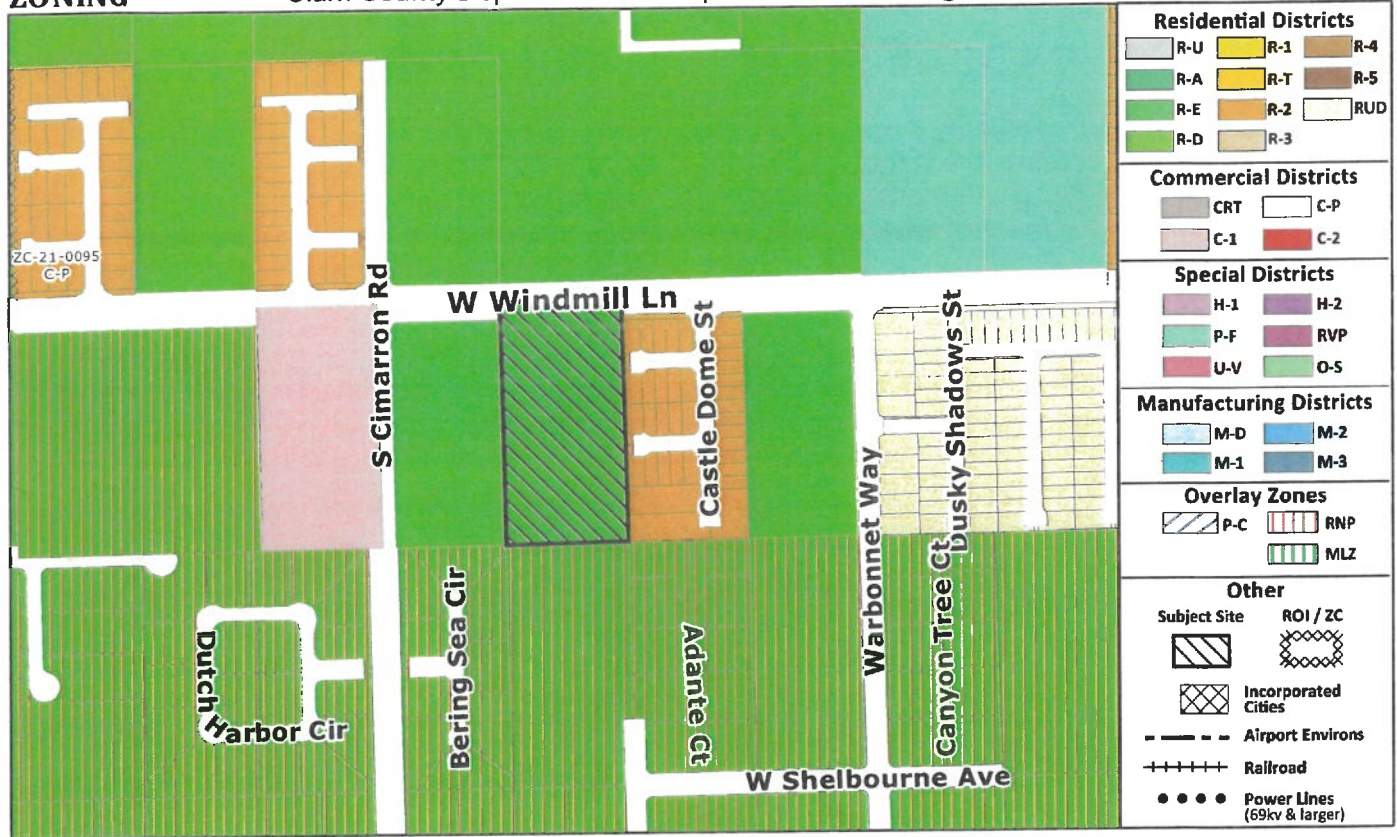 ZONING
ZC-21-0095
C-P
W Windmill Ln
S Cimarron Rd
Castle Dome St
Dusky Shadows St
Warbonnet Way
Canyon Tree Ct
Bering Sea Cir
Adante Ct
Dutch Harbor Cir
W Shelbourne Ave
Residential Districts
R-U R-1 R-4
R-A R-T R-5
R-E R-2 RUD
R-D R-3
Commercial Districts
CRT C-P
C-1 C-2
Special Districts
H-1 H-2
P-F RVP
U-V O-S
Manufacturing Districts
M-D M-2
M-1 M-3
Overlay Zones
P-C RNP
MLZ
Other
Subject Site ROI / ZC
Incorporated
Cities
Airport Environs
Railroad
Power Lines
(69kv & larger)